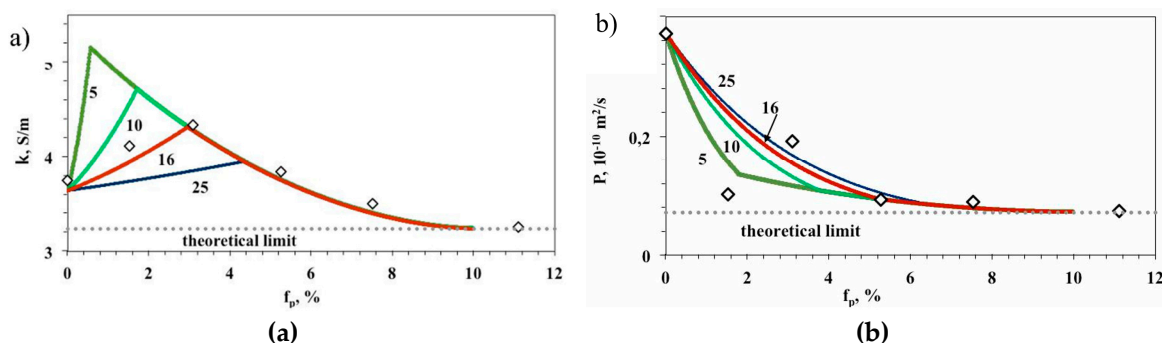 a)
k, S/m
5
4
3
5
10
16
25
theoretical limit
0 2 4 6 8 10 12
f_p, %
(a)
b)
P, 10⁻¹⁰ m²/s
0,2
0
25
16
10
5
theoretical limit
0 2 4 6 8 10 12
f_p, %
(b)